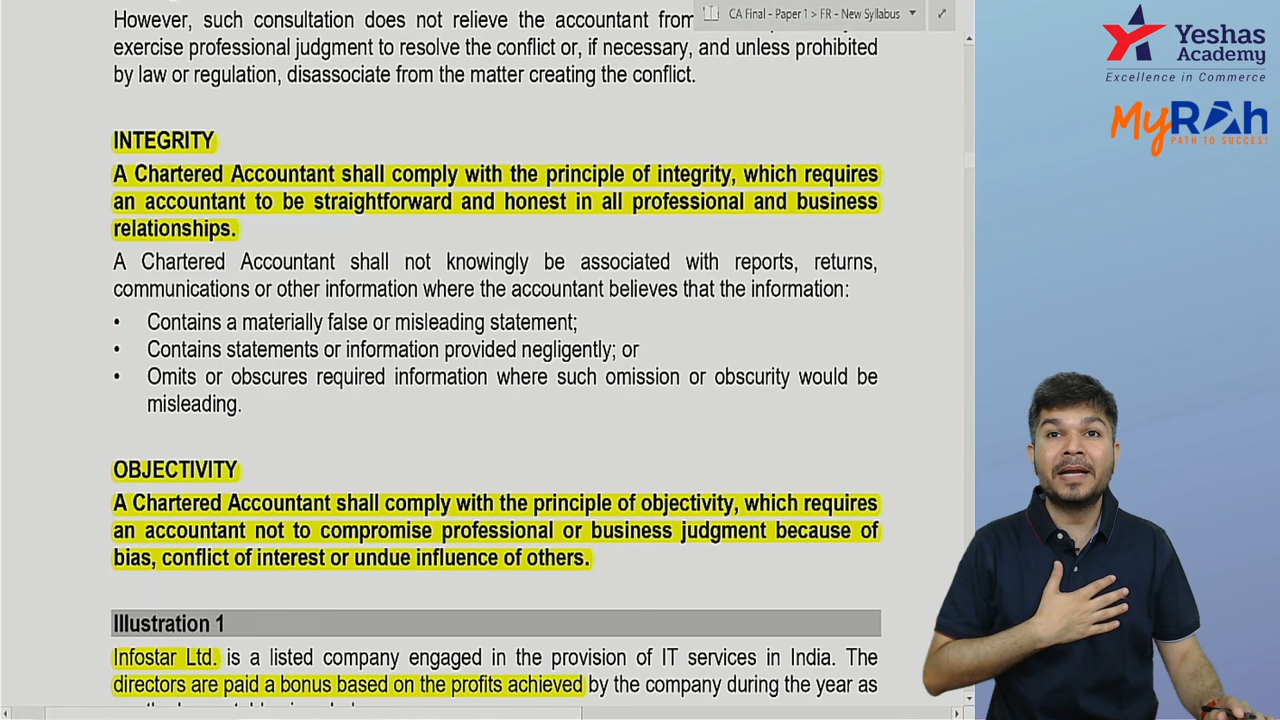 However, such consultation does not relieve the accountant from
CA Final - Paper 1 > FR - New Syllabus
exercise professional judgment to resolve the conflict or, if necessary, and unless prohibited
by law or regulation, disassociate from the matter creating the conflict.
INTEGRITY
A Chartered Accountant shall comply with the principle of integrity, which requires
an accountant to be straightforward and honest in all professional and business
relationships.
A Chartered Accountant shall not knowingly be associated with reports, returns,
communications or other information where the accountant believes that the information:
• Contains a materially false or misleading statement;
• Contains statements or information provided negligently; or
• Omits or obscures required information where such omission or obscurity would be
misleading.
OBJECTIVITY
A Chartered Accountant shall comply with the principle of objectivity, which requires
an accountant not to compromise professional or business judgment because of
bias, conflict of interest or undue influence of others.
Illustration 1
Infostar Ltd. is a listed company engaged in the provision of IT services in India. The
directors are paid a bonus based on the profits achieved by the company during the year as
Yeshas
Academy
Excellence in Commerce
MyRAh
PATH TO SUCCESS